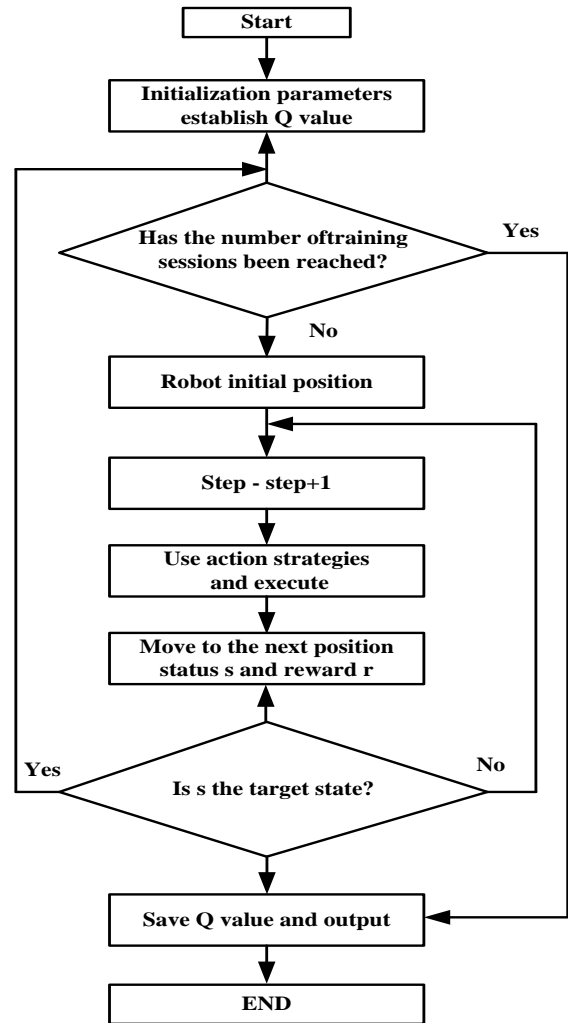 Start
Initialization parameters
establish Q value
Has the number oftraining
sessions been reached?
Yes
No
Robot initial position
Step - step+1
Use action strategies
and execute
Move to the next position
status s and reward r
Yes
Is s the target state?
No
Save Q value and output
END